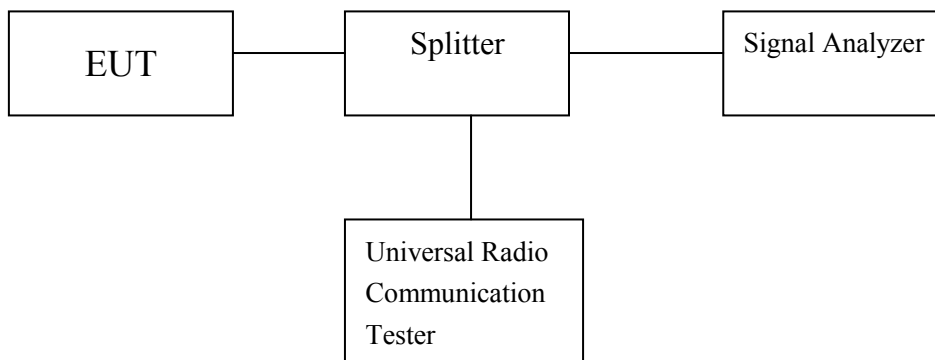 EUT
Splitter
Signal Analyzer
Universal Radio
Communication
Tester